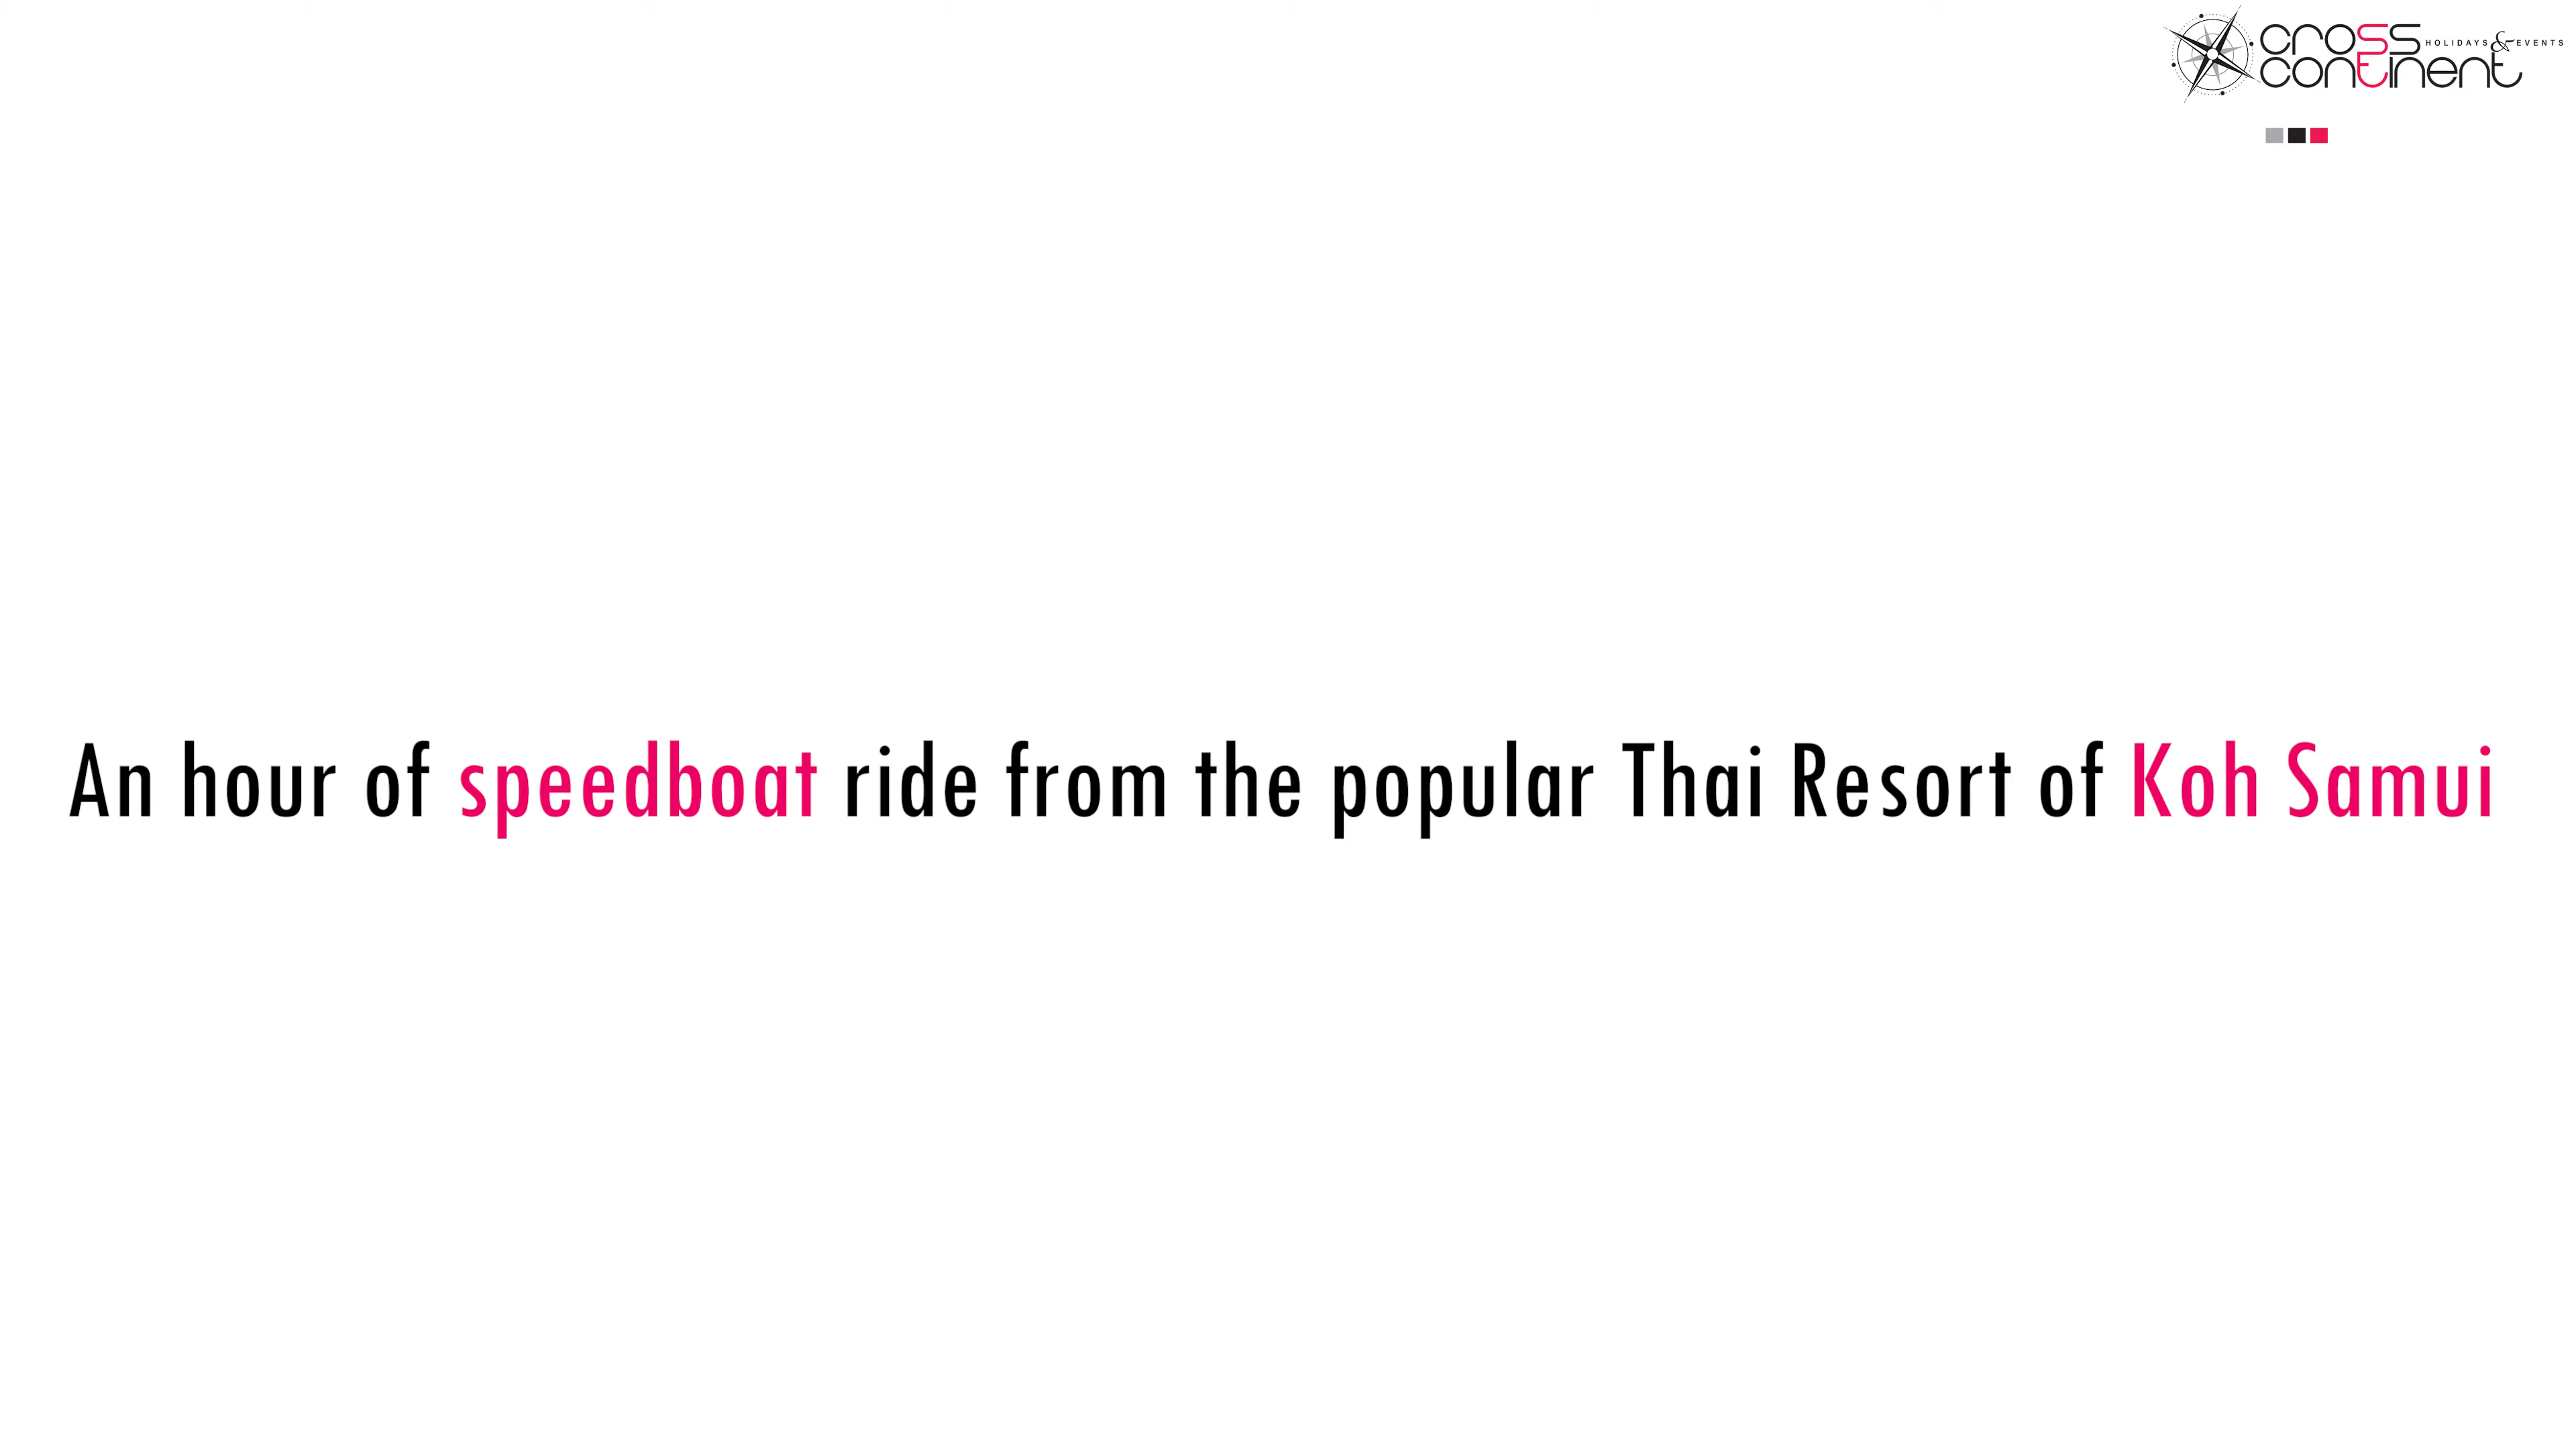 cross HOLIDAYS & EVENTS
continent
An hour of speedboat ride from the popular Thai Resort of Koh Samui